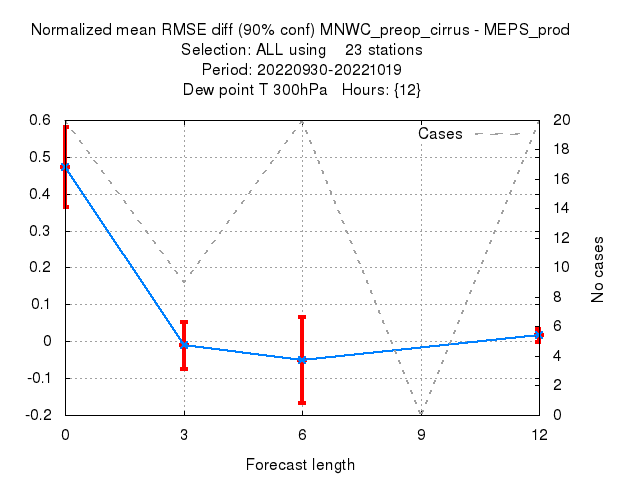 Normalized mean RMSE diff (90% conf) MNWC_preop_cirrus - MEPS_prod
Selection: ALL using 23 stations
Period: 20220930-20221019
Dew point T 300hPa Hours: {12}
Cases
0.6
0.5
0.4
0.3
0.2
0.1
0
-0.1
-0.2
20
18
16
14
12
10
8
6
4
2
0
No cases
0 3 6 9 12
Forecast length